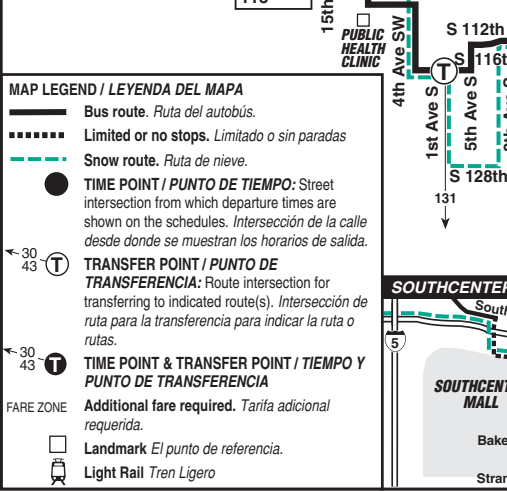 15th
PUBLIC
HEALTH
CLINIC
4th Ave SW
S 112th
T
1st Ave S
5th Ave S
S 128th
131
MAP LEGEND / LEYENDA DEL MAPA
Bus route. Ruta del autobús.
Limited or no stops. Limitado o sin paradas
Snow route. Ruta de nieve.
TIME POINT / PUNTO DE TIEMPO: Street
intersection from which departure times are
shown on the schedules. Intersección de la calle
desde donde se muestran los horarios de salida.
30
43 T
TRANSFER POINT / PUNTO DE
TRANSFERENCIA: Route intersection for
transferring to indicated route(s). Intersección de
ruta para la transferencia para indicar la ruta o
rutas.
30
43 T
TIME POINT & TRANSFER POINT / TIEMPO Y
PUNTO DE TRANSFERENCIA
FARE ZONE Additional fare required. Tarifa adicional
requerida.
Landmark El punto de referencia.
Light Rail Tren Ligero
SOUTHCENTER
South
5
SOUTHCENT
MALL
Bake
Stran